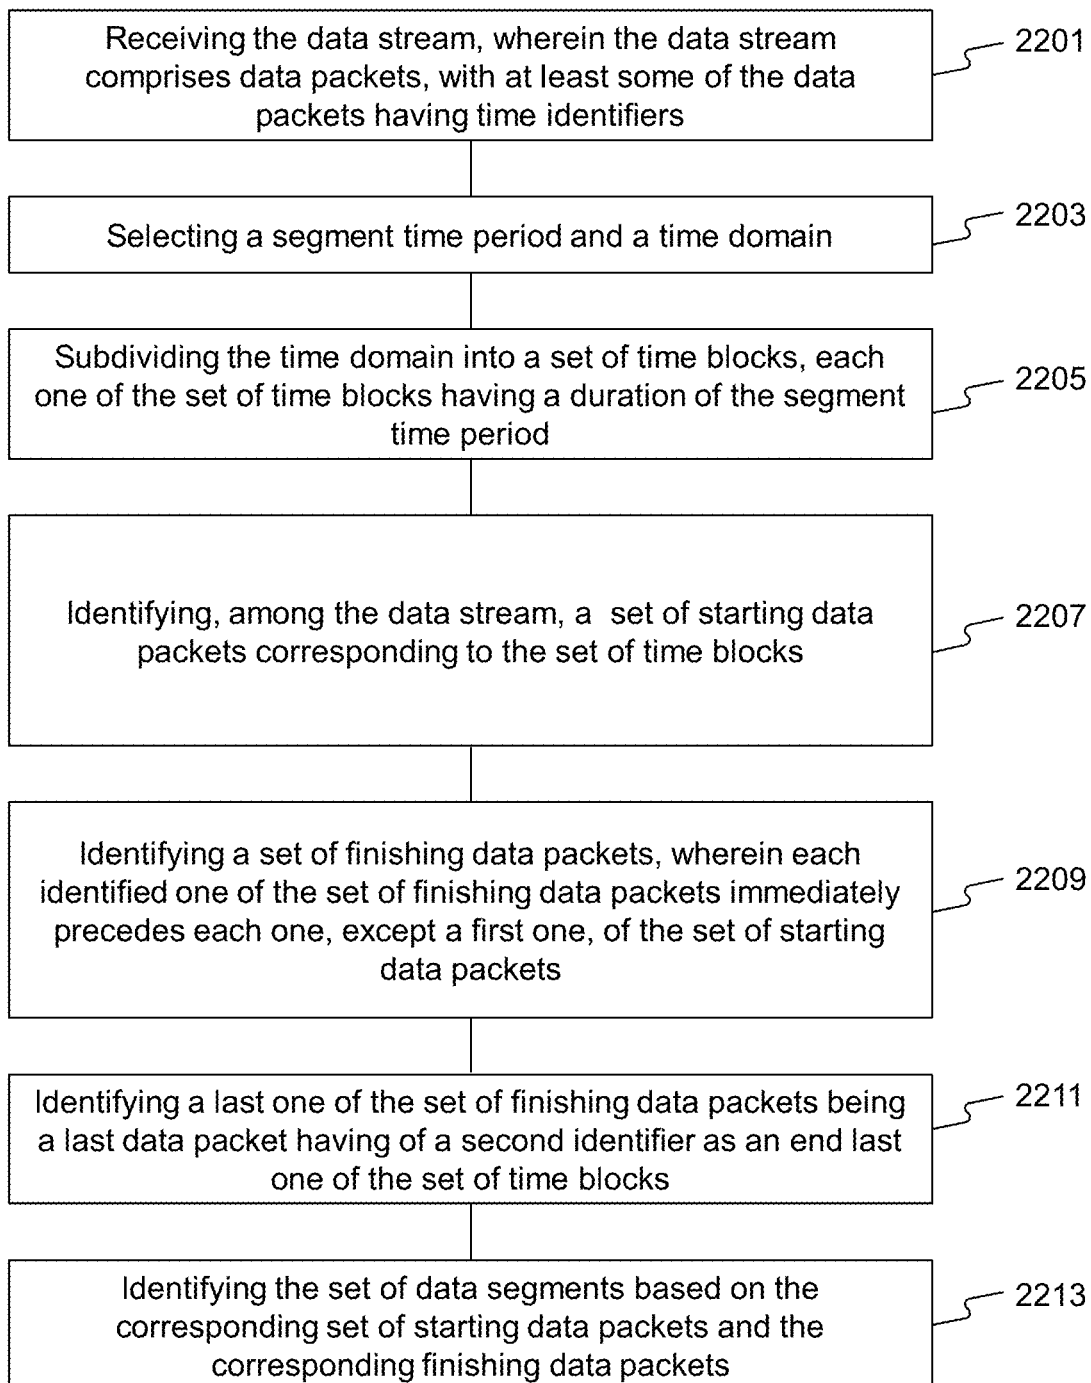 Receiving the data stream, wherein the data stream
comprises data packets, with at least some of the data
packets having time identifiers
2201
Selecting a segment time period and a time domain
2203
Subdividing the time domain into a set of time blocks, each
one of the set of time blocks having a duration of the segment
time period
2205
Identifying, among the data stream, a set of starting data
packets corresponding to the set of time blocks
2207
Identifying a set of finishing data packets, wherein each
identified one of the set of finishing data packets immediately
precedes each one, except a first one, of the set of starting
data packets
2209
Identifying a last one of the set of finishing data packets being
a last data packet having of a second identifier as an end last
one of the set of time blocks
2211
Identifying the set of data segments based on the
corresponding set of starting data packets and the
corresponding finishing data packets
2213